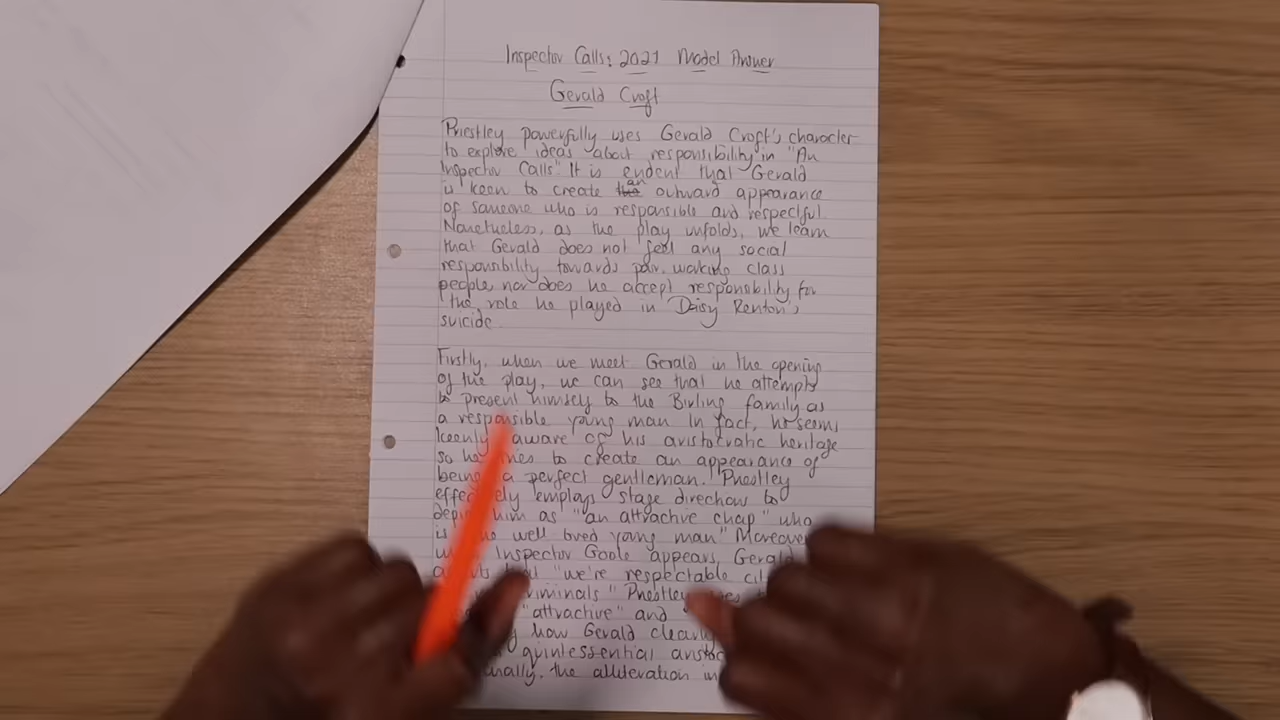 Inspector Calls: 2021 Model Answer
Gerald Croft
Priestley powerfully uses Gerald Croft's character
to explore ideas about responsibility in "An
Inspector Calls". It is evident that Gerald
is keen to create an outward appearance
of someone who is responsible and respectful.
Nonetheless, as the play unfolds, we learn
that Gerald does not feel any social
responsibility towards poor, working class
people, nor does he accept responsibility for
the role he played in Daisy Renton's
suicide.
Firstly, when we meet Gerald in the opening
of the play, we can see that he attempts
to present himself to the Birling family as
a responsible young man. In fact, he seems
keenly aware of his aristocratic heritage
so he tries to create an appearance of
being a perfect gentleman. Priestley
effectively employs stage directions to
depict him as "an attractive chap" who
is well bred young man" Moreover
Inspector Goole appears, Gerald
"we're respectable
criminals" Priestley
"attractive" and
how Gerald clearly
quintessential
the alliteration in